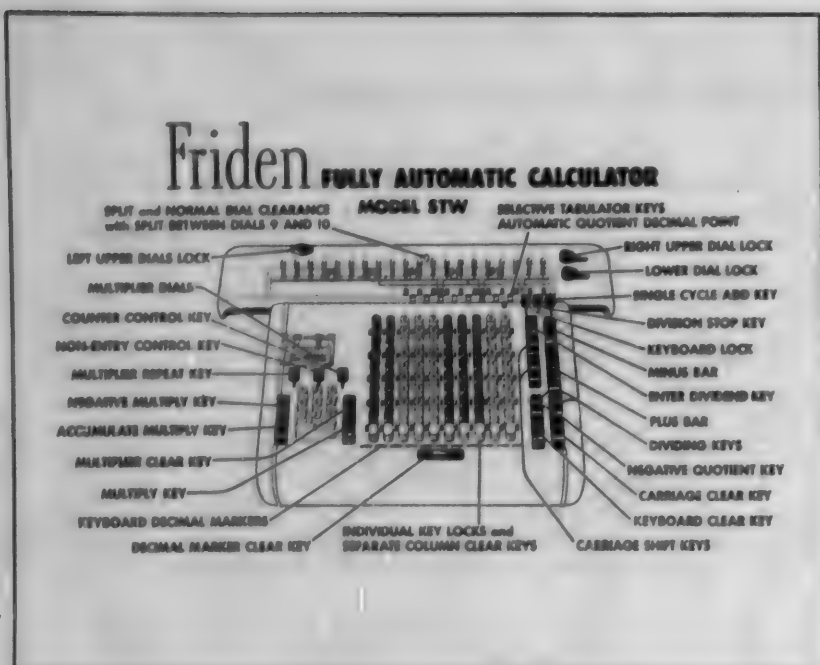 Friden FULLY AUTOMATIC CALCULATOR
MODEL STW
SPLIT and NORMAL DIAL CLEARANCE
with SPLIT BETWEEN DIALS 9 AND 10
SELECTIVE TABULATOR KEYS
AUTOMATIC QUOTIENT DECIMAL POINT
LEFT UPPER DIALS LOCK
MULTIPLIER DIALS
COUNTER CONTROL KEY
NON-ENTRY CONTROL KEY
MULTIPLIER REPEAT KEY
NEGATIVE MULTIPLY KEY
ACCUMULATE MULTIPLY KEY
MULTIPLIER CLEAR KEY
MULTIPLY KEY
KEYBOARD DECIMAL MARKERS
DECIMAL MARKER CLEAR KEY
INDIVIDUAL KEY LOCKS and
SEPARATE COLUMN CLEAR KEYS
RIGHT UPPER DIAL LOCK
LOWER DIAL LOCK
SINGLE CYCLE ADD KEY
DIVISION STOP KEY
KEYBOARD LOCK
MINUS BAR
ENTER DIVIDEND KEY
PLUS BAR
DIVIDING KEYS
NEGATIVE QUOTIENT KEY
CARRIAGE CLEAR KEY
KEYBOARD CLEAR KEY
CARRIAGE SHIFT KEYS